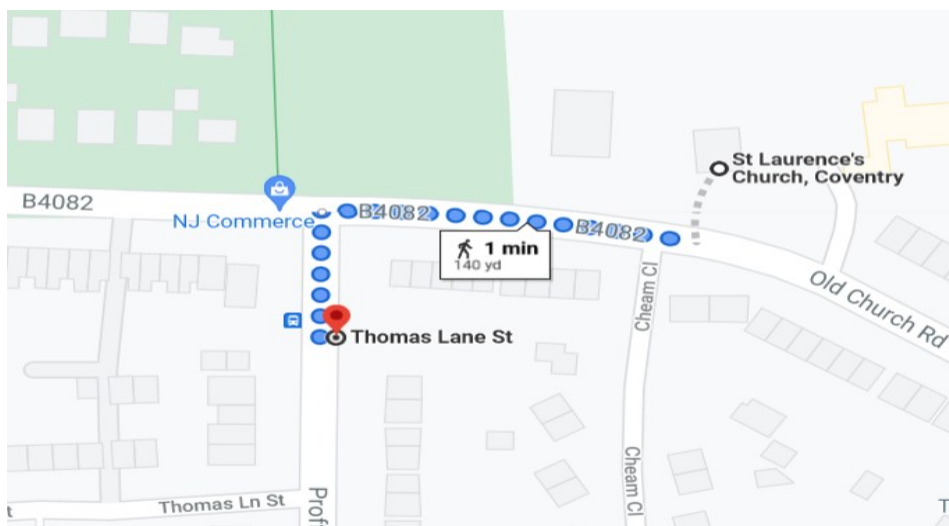 St Laurence's
Church, Coventry
B4082
NJ Commerce
B4082
B4082
1 min
140 yd
Cheam Cl
Old Church Rd
Thomas Lane St
Cheam Cl
Thomas Ln St
Prof
t
T